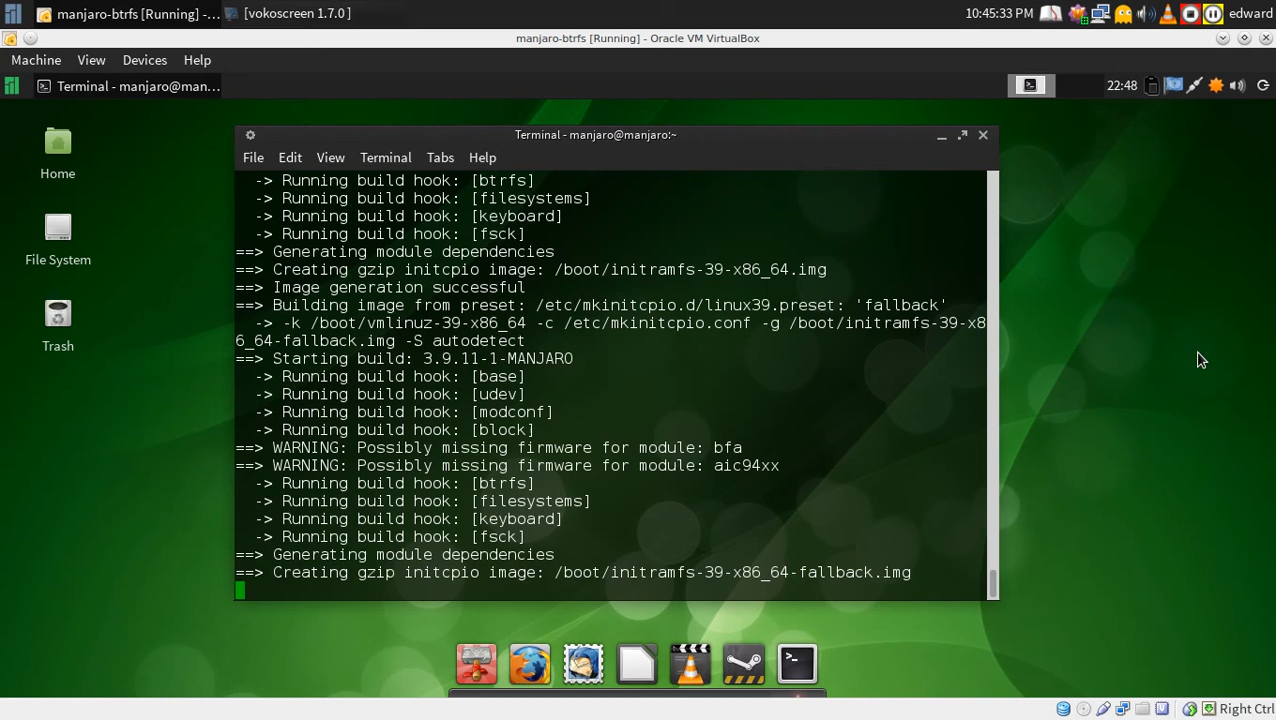 manjaro-btrfs [Running] -...
[vokoscreen 1.7.0]
10:45:33 PM
edward
manjaro-btrfs [Running] - Oracle VM VirtualBox
Machine View Devices Help
Terminal - manjaro@man...
22:48
Home
File System
Trash
Terminal - manjaro@manjaro:~
File Edit View Terminal Tabs Help
-> Running build hook: [btrfs]
-> Running build hook: [filesystems]
-> Running build hook: [keyboard]
-> Running build hook: [fsck]
==> Generating module dependencies
==> Creating gzip initcpio image: /boot/initramfs-39-x86_64.img
==> Image generation successful
==> Building image from preset: /etc/mkinitcpio.d/linux39.preset: 'fallback'
-> -k /boot/vmlinuz-39-x86_64 -c /etc/mkinitcpio.conf -g /boot/initramfs-39-x8
6_64-fallback.img -S autodetect
==> Starting build: 3.9.11-1-MANJARO
-> Running build hook: [base]
-> Running build hook: [udev]
-> Running build hook: [modconf]
-> Running build hook: [block]
==> WARNING: Possibly missing firmware for module: bfa
==> WARNING: Possibly missing firmware for module: aic94xx
-> Running build hook: [btrfs]
-> Running build hook: [filesystems]
-> Running build hook: [keyboard]
-> Running build hook: [fsck]
==> Generating module dependencies
==> Creating gzip initcpio image: /boot/initramfs-39-x86_64-fallback.img
Right Ctrl